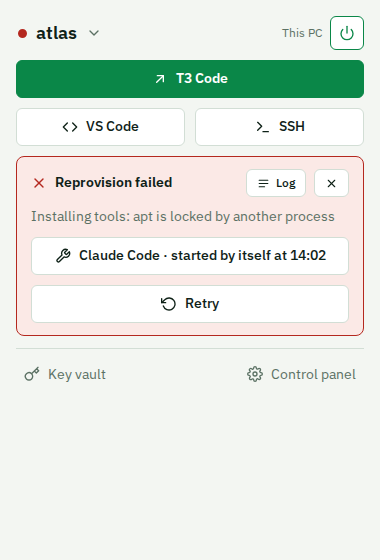 atlas
This PC
T3 Code
VS Code
SSH
Reprovision failed
Log
Installing tools: apt is locked by another process
Claude Code · started by itself at 14:02
Retry
Key vault
Control panel